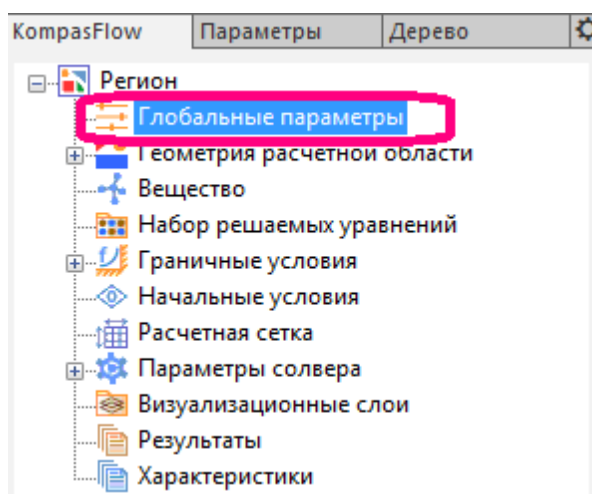 KompasFlow Параметры Дерево
Регион
Глобальные параметры
Геометрия расчетной области
Вещество
Набор решаемых уравнений
Граничные условия
Начальные условия
Расчетная сетка
Параметры солвера
Визуализационные слои
Результаты
Характеристики